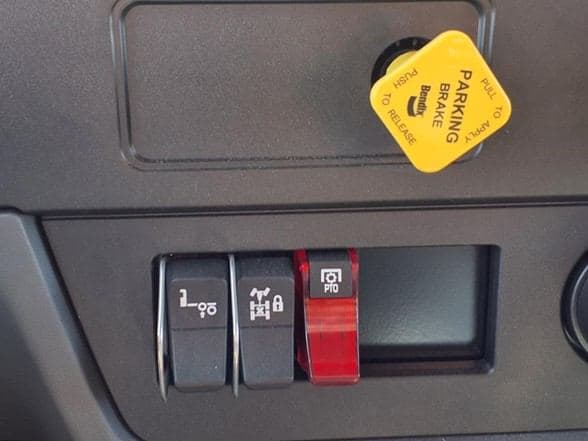 PULL TO APPLY
PARKING
BRAKE
Bendix
PUSH TO RELEASE
PTO